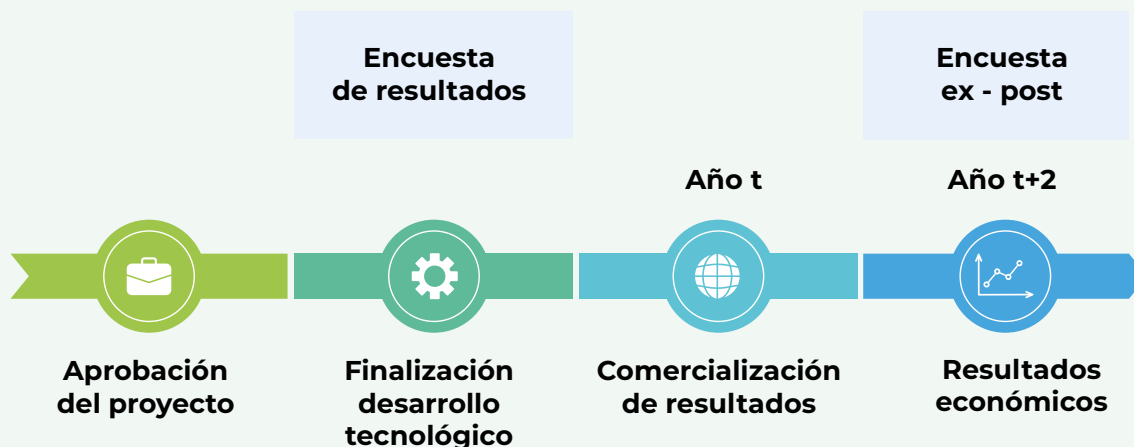 Encuesta
de resultados
Encuesta
ex - post
Año t
Año t+2
Aprobación
del proyecto
Finalización
desarrollo
tecnológico
Comercialización
de resultados
Resultados
económicos